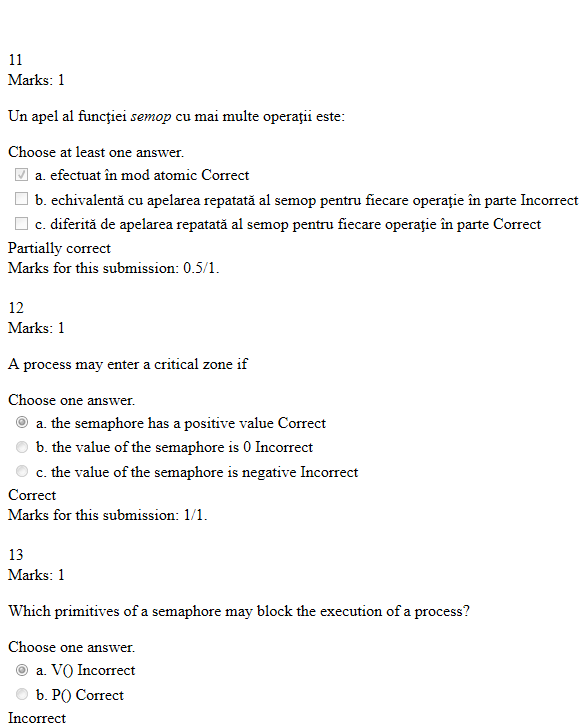 11
Marks: 1
Un apel al funcţiei semop cu mai multe operaţii este:
Choose at least one answer.
a. efectuat în mod atomic Correct
b. echivalentă cu apelarea repatată al semop pentru fiecare operaţie în parte Incorrect
c. diferită de apelarea repatată al semop pentru fiecare operaţie în parte Correct
Partially correct
Marks for this submission: 0.5/1.
12
Marks: 1
A process may enter a critical zone if
Choose one answer.
a. the semaphore has a positive value Correct
b. the value of the semaphore is 0 Incorrect
c. the value of the semaphore is negative Incorrect
Correct
Marks for this submission: 1/1.
13
Marks: 1
Which primitives of a semaphore may block the execution of a process?
Choose one answer.
a. V() Incorrect
b. P() Correct
Incorrect